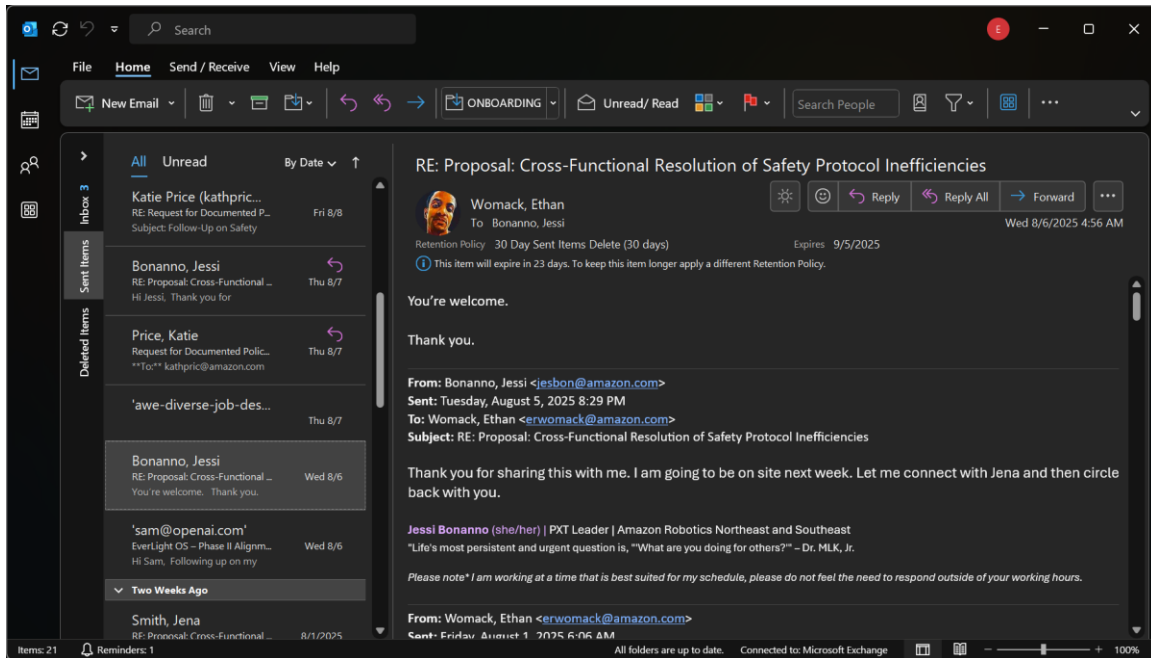 Search
E
File Home Send / Receive View Help
New Email ONBOARDING Unread/ Read Search People
Inbox 3
Sent Items
Deleted Items
All Unread By Date
Katie Price (kathpric...
RE: Request for Documented P... Fri 8/8
Subject: Follow-Up on Safety
Bonanno, Jessi
RE: Proposal: Cross-Functional ... Thu 8/7
Hi Jessi, Thank you for
Price, Katie
Request for Documented Polic... Thu 8/7
**To:** kathpric@amazon.com
'awe-diverse-job-des...
Thu 8/7
Bonanno, Jessi
RE: Proposal: Cross-Functional ... Wed 8/6
You're welcome. Thank you.
'sam@openai.com'
EverLight OS – Phase II Alignm... Wed 8/6
Hi Sam, Following up on my
Two Weeks Ago
Smith, Jena
RE: Proposal: Cross-Functional ... 8/1/2025
RE: Proposal: Cross-Functional Resolution of Safety Protocol Inefficiencies
Womack, Ethan
To Bonanno, Jessi
Reply Reply All Forward
Wed 8/6/2025 4:56 AM
Retention Policy 30 Day Sent Items Delete (30 days) Expires 9/5/2025
This item will expire in 23 days. To keep this item longer apply a different Retention Policy.
You're welcome.
Thank you.
From: Bonanno, Jessi <jesbon@amazon.com>
Sent: Tuesday, August 5, 2025 8:29 PM
To: Womack, Ethan <erwomack@amazon.com>
Subject: RE: Proposal: Cross-Functional Resolution of Safety Protocol Inefficiencies
Thank you for sharing this with me. I am going to be on site next week. Let me connect with Jena and then circle
back with you.
Jessi Bonanno (she/her) | PXT Leader | Amazon Robotics Northeast and Southeast
"Life's most persistent and urgent question is, "'What are you doing for others?'" – Dr. MLK, Jr.
Please note* I am working at a time that is best suited for my schedule, please do not feel the need to respond outside of your working hours.
From: Womack, Ethan <erwomack@amazon.com>
Sent: Friday, August 1, 2025 6:06 AM
Items: 21 Reminders: 1 All folders are up to date. Connected to: Microsoft Exchange 100%